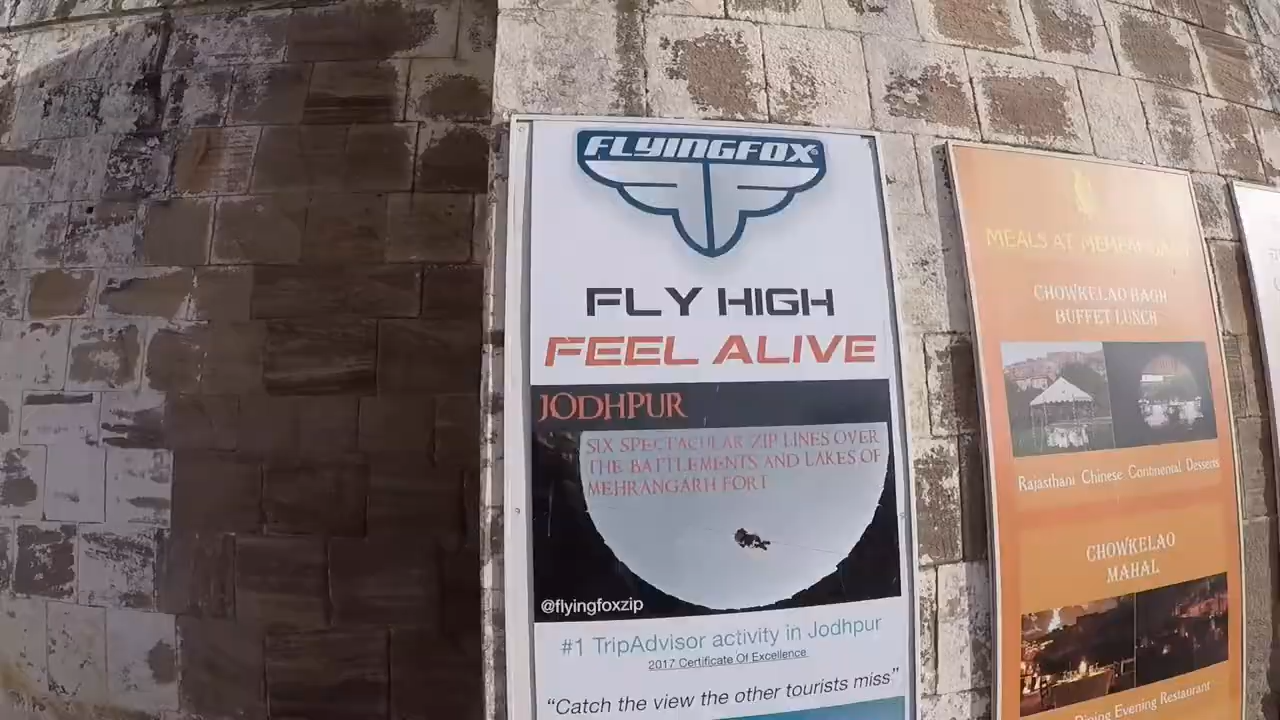 FLYINGFOX®
FLY HIGH
FEEL ALIVE
JODHPUR
SIX SPECTACULAR ZIP LINES OVER
THE BATTLEMENTS AND LAKES OF
MEHRANGARH FORT
@flyingfoxzip
#1 TripAdvisor activity in Jodhpur
2017 Certificate Of Excellence
“Catch the view the other tourists miss”
MEALS AT
CHOWKELAO BAGH
BUFFET LUNCH
Rajasthani Chinese Continental Desserts
CHOWKELAO
MAHAL
Dining Evening Restaurant